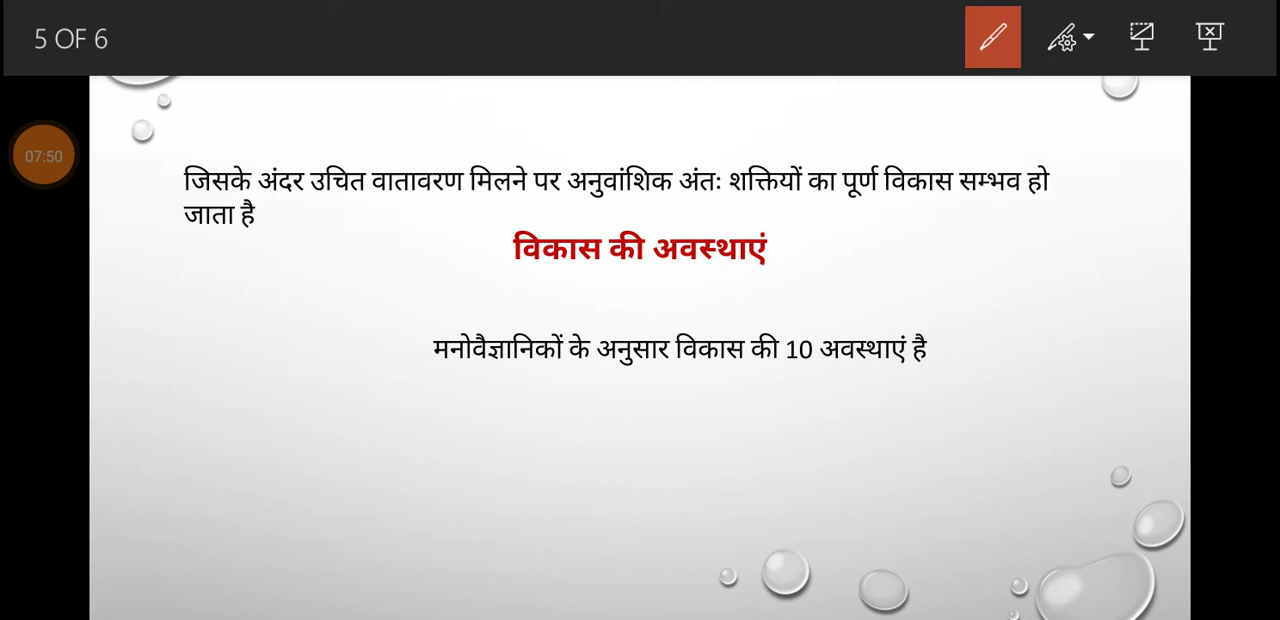 5 OF 6
07:50
जिसके अंदर उचित वातावरण मिलने पर अनुवांशिक अंतः शक्तियों का पूर्ण विकास सम्भव हो
जाता है
विकास की अवस्थाएं
मनोवैज्ञानिकों के अनुसार विकास की 10 अवस्थाएं है